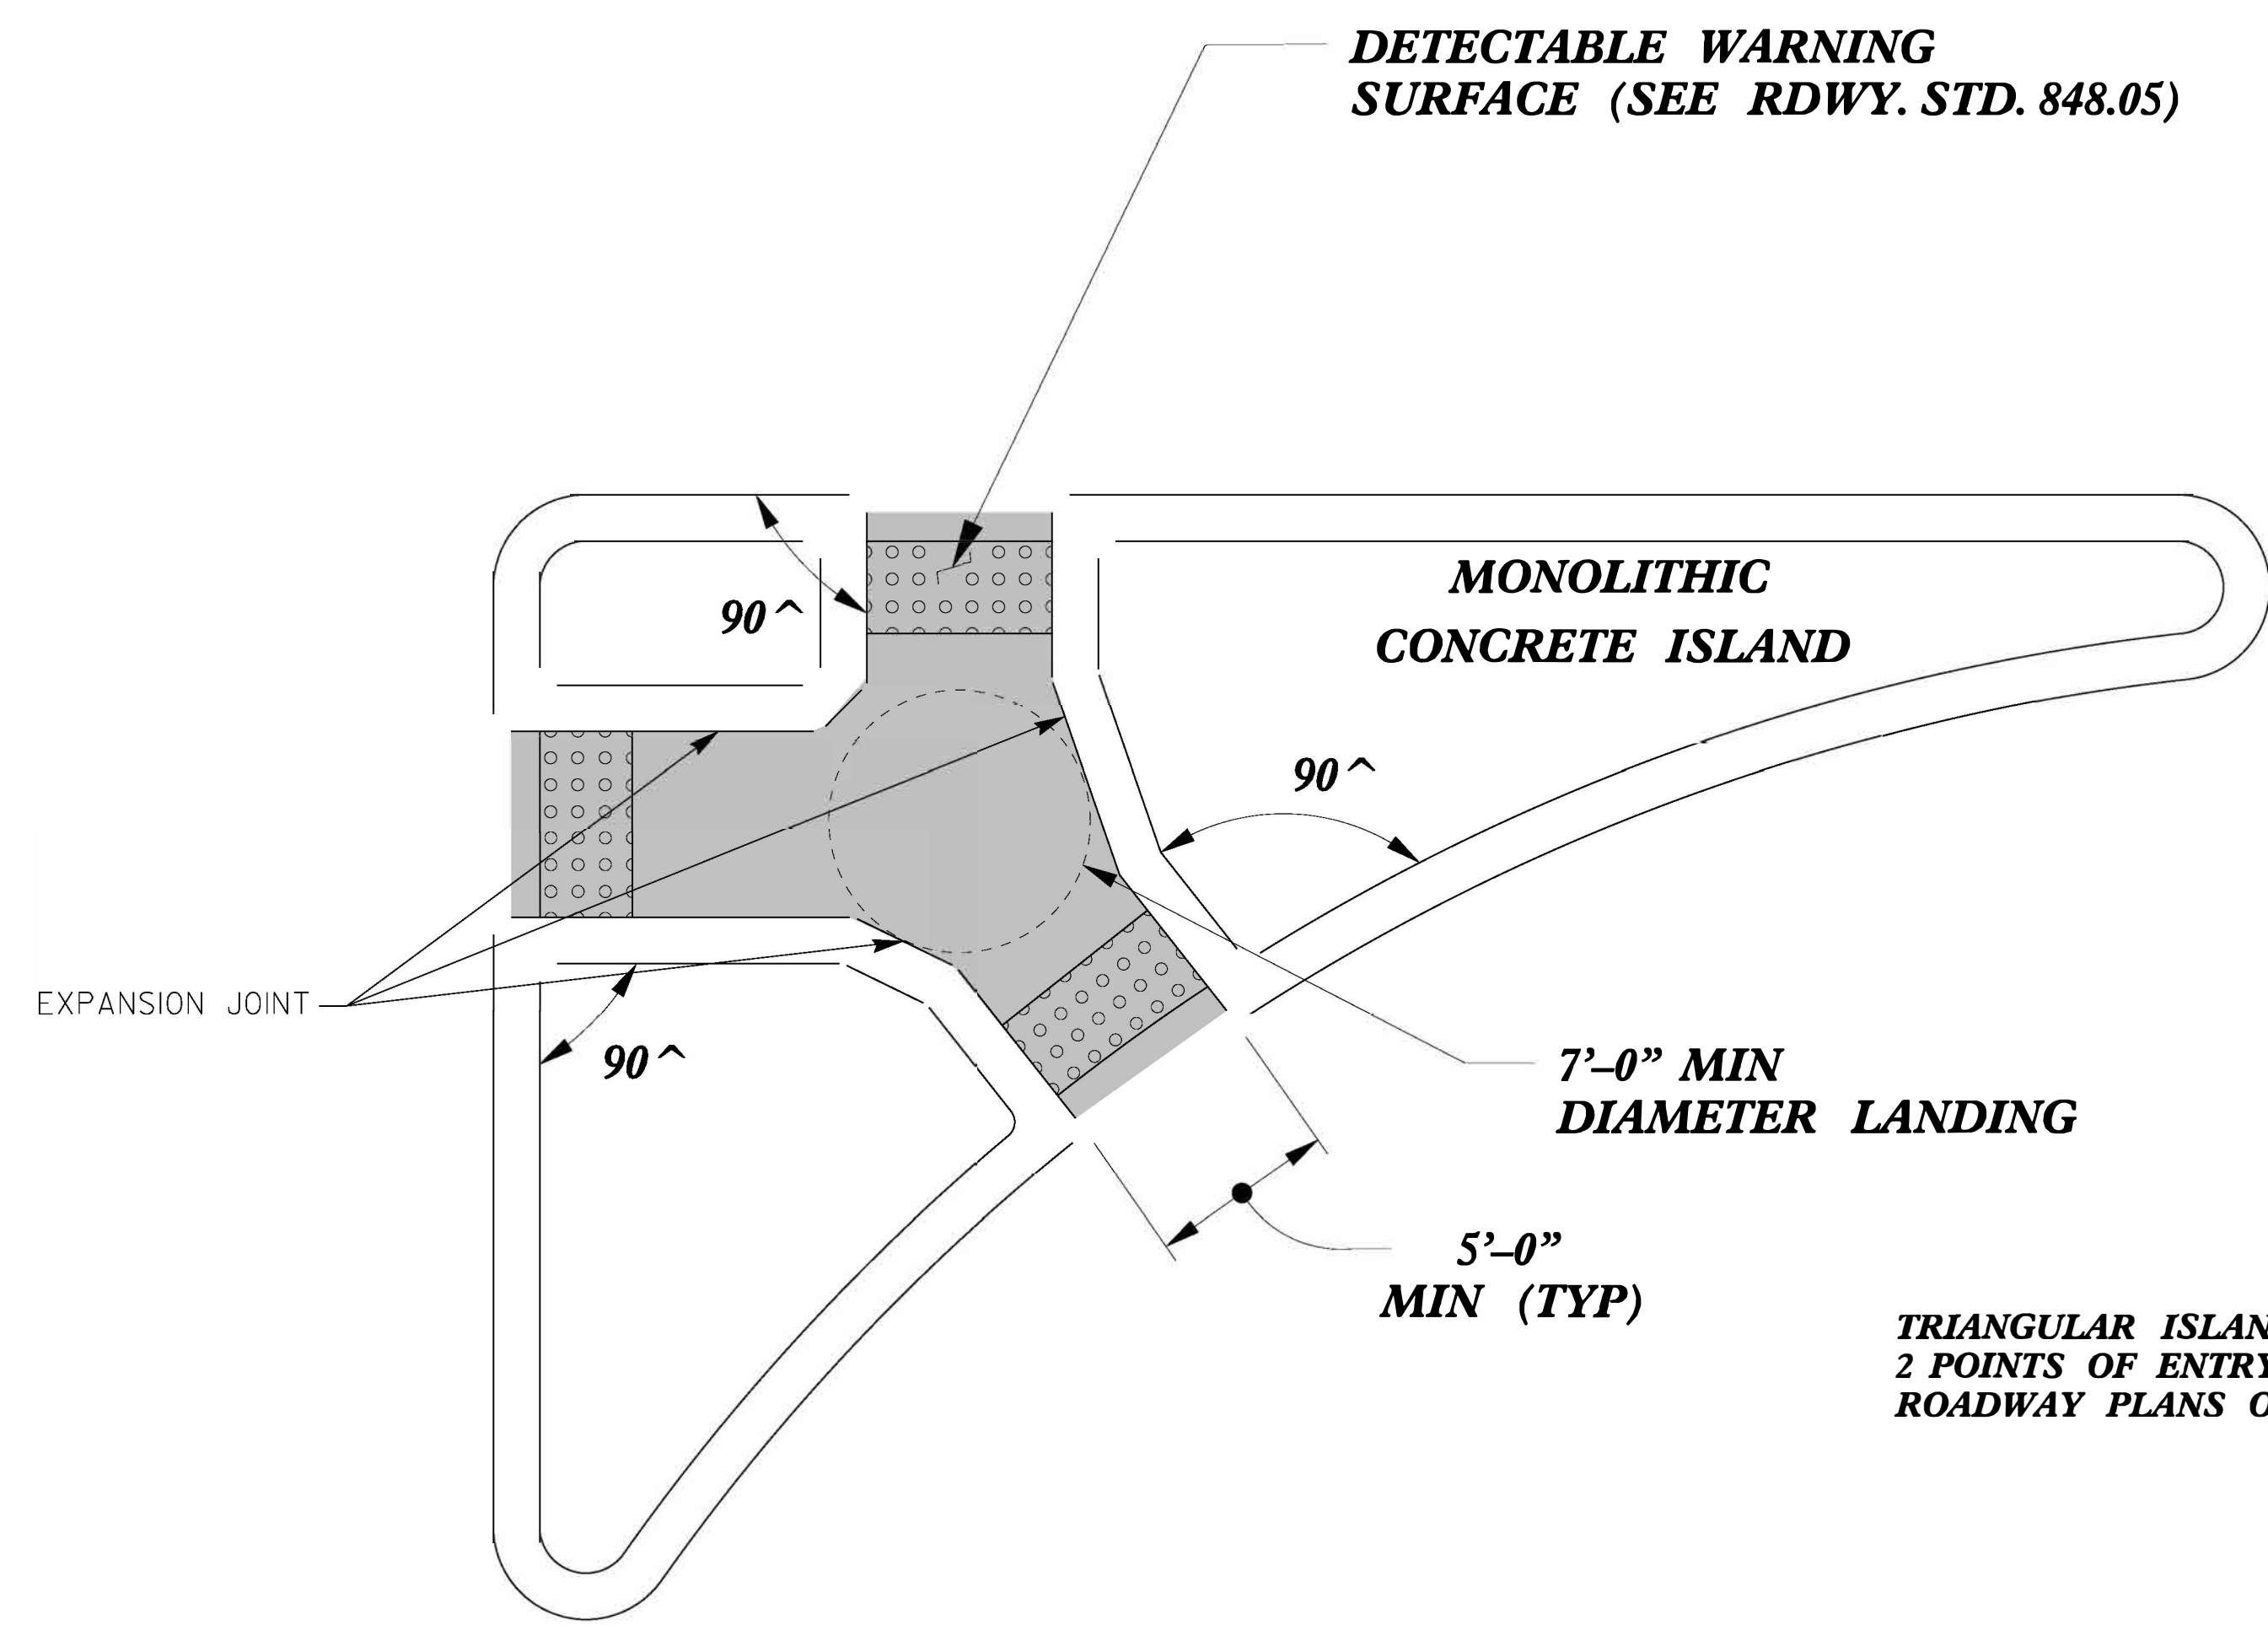 DETECTABLE WARNING
SURFACE (SEE RDWY. STD. 848.05)
MONOLITHIC
CONCRETE ISLAND
90^
90^
EXPANSION JOINT
90^
7’–0” MIN
DIAMETER LANDING
5’–0”
MIN (TYP)
TRIANGULAR
2 POINTS OF ENTRY
ROADWAY PLANS